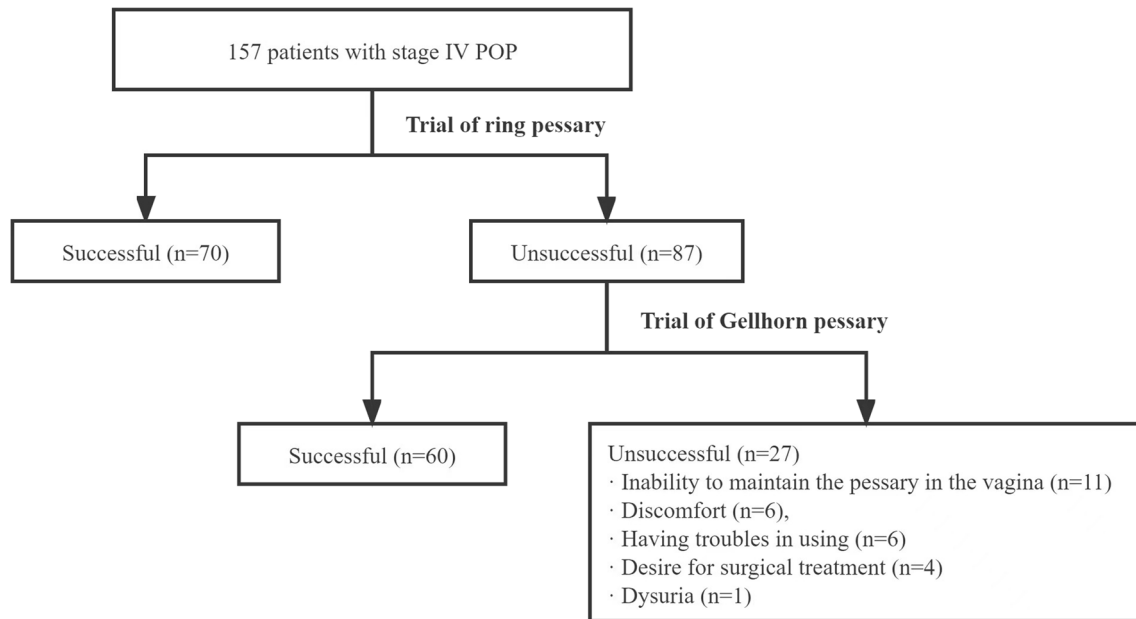 157 patients with stage IV POP
Trial of ring pessary
Successful (n=70)
Unsuccessful (n=87)
Trial of Gellhorn pessary
Successful (n=60)
Unsuccessful (n=27)
· Inability to maintain the pessary in the vagina (n=11)
· Discomfort (n=6),
· Having troubles in using (n=6)
· Desire for surgical treatment (n=4)
· Dysuria (n=1)